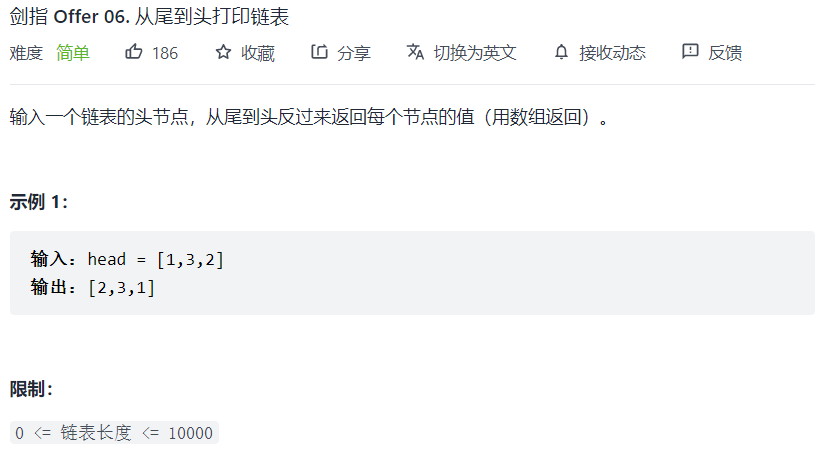 剑指 Offer 06. 从尾到头打印链表
难度 简单 186 收藏 分享 切换为英文 接收动态 反馈
输入一个链表的头节点，从尾到头反过来返回每个节点的值（用数组返回）。
示例 1：
输入：head = [1,3,2]
输出：[2,3,1]
限制：
0 <= 链表长度 <= 10000